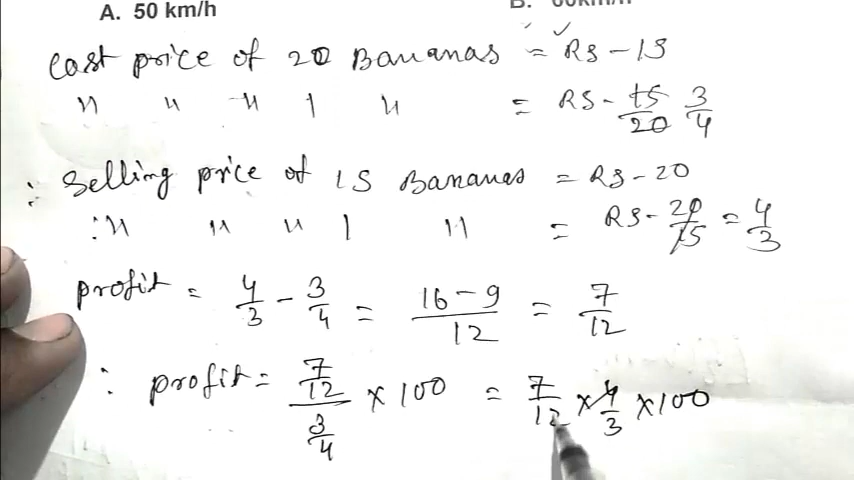 A. 50 km/h B. 60km/h
Cast price of 20 Bananas = RS - 15
" " " 1 " = RS - 15/20 3/4
: Selling price of 15 Bananas = RS - 20
: " " " 1 " = RS - 20/15 = 4/3
profit = 4/3 - 3/4 = 16 - 9/12 = 7/12
: profit = 7/12/3/4 x 100 = 7/12 x 4/3 x 100